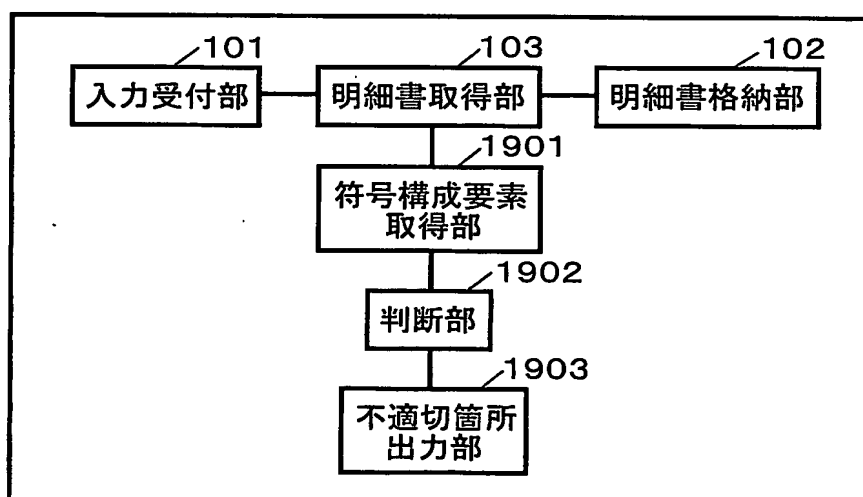 101
103
102
入力受付部
明細書取得部
明細書格納部
1901
符号構成要素
取得部
1902
判断部
1903
不適切箇所
出力部